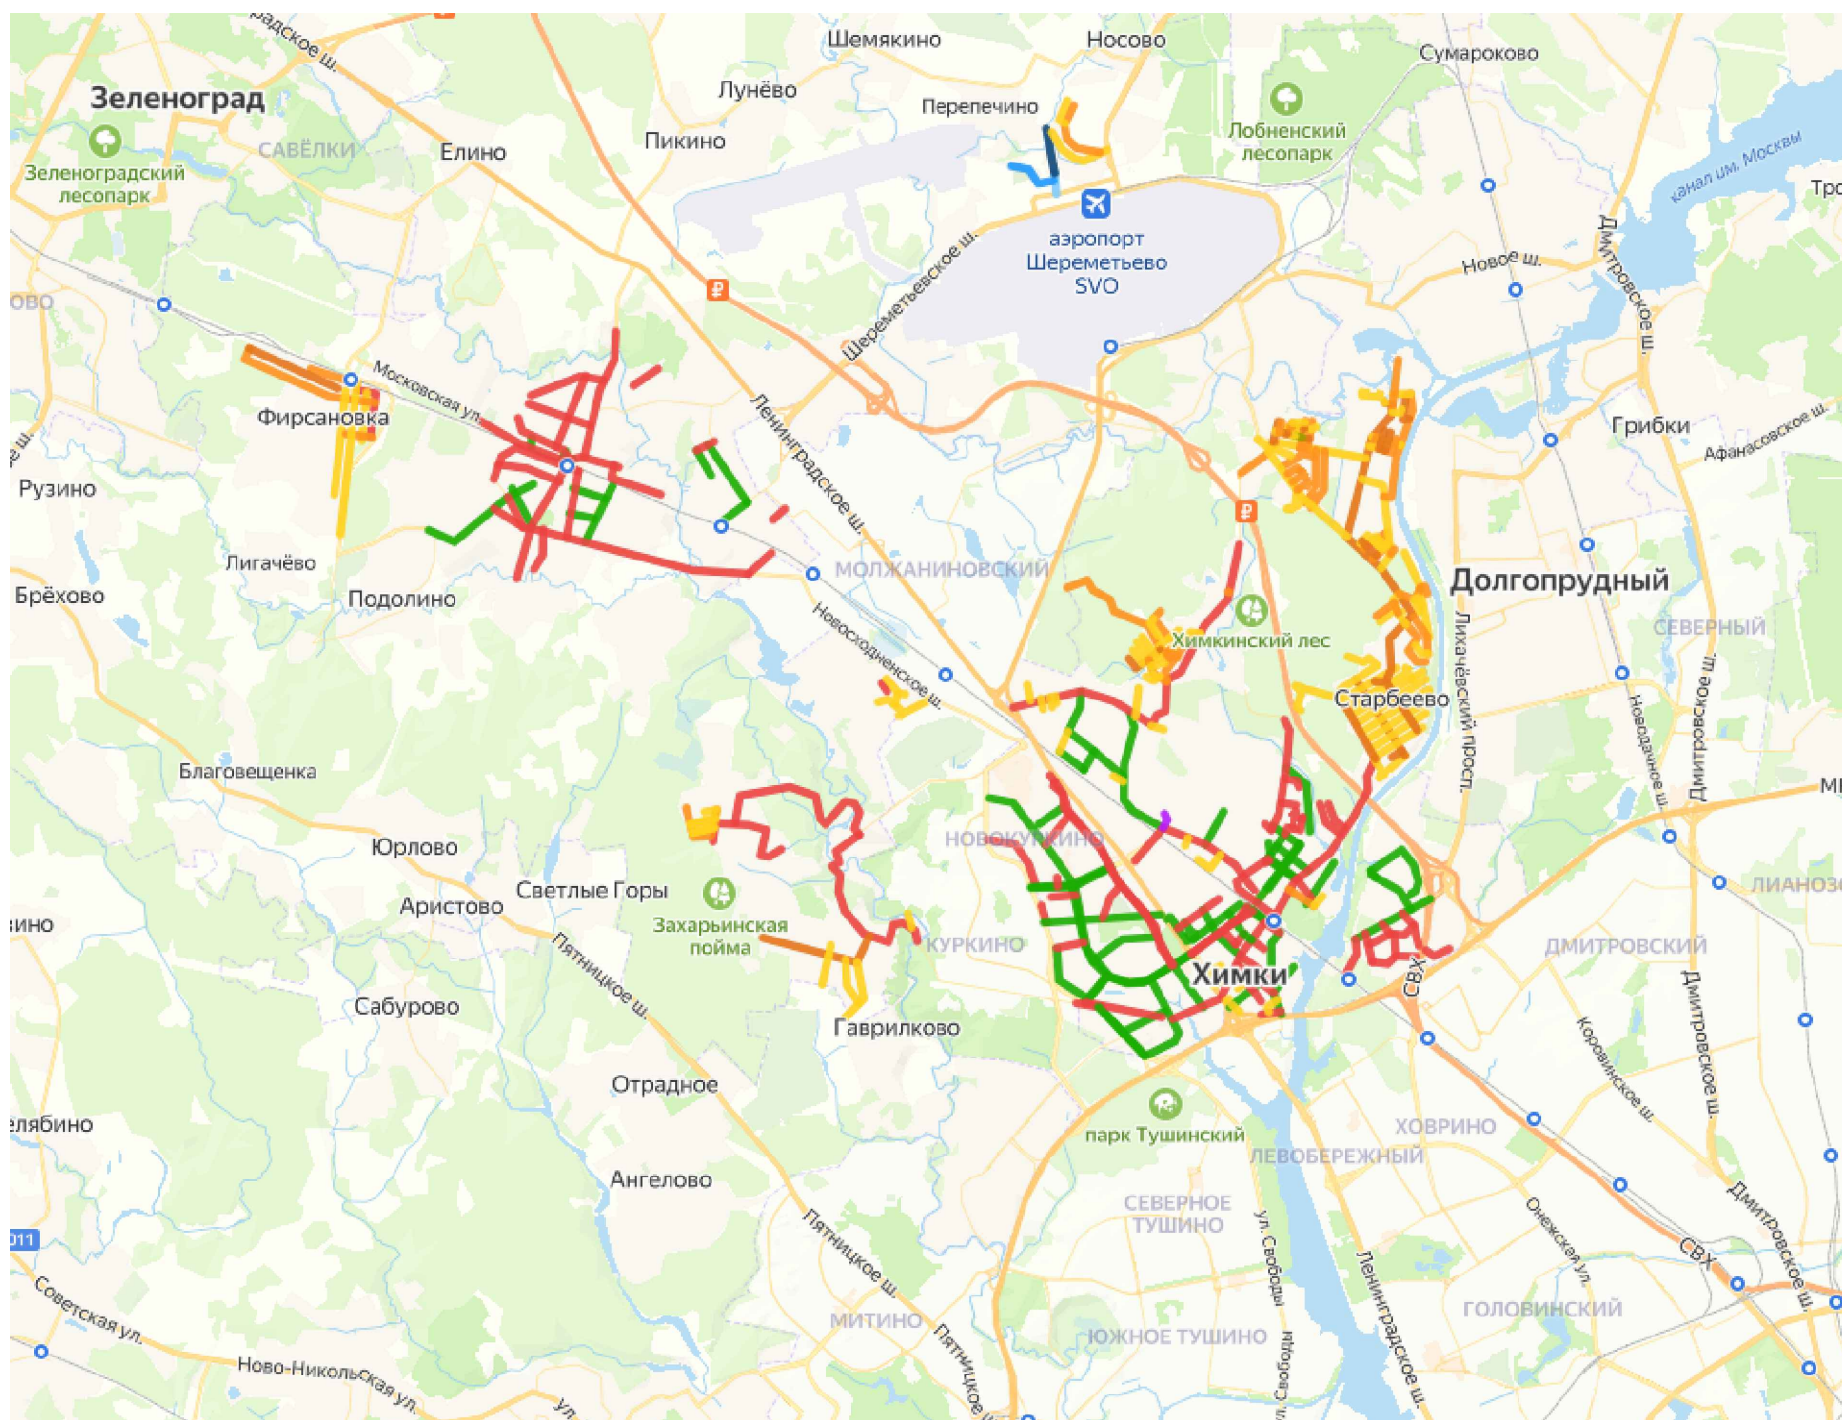 Шемякино
Носово
Сумароково
Зеленоград
Лунёво
Перепечино
Лобненский
лесопарк
Пикино
САВЁЛКИ
Елино
Зеленоградский
лесопарк
канал им. Москвы
аэропорт
Шереметьево
SVO
Шереметьевское ш.
Новое ш.
Дмитровское ш.
Московская ул.
Фирсановка
Ленинградское ш.
Грибки
Афанасовское ш.
Рузино
Лигачёво
МОЛЖАНИНОВСКИЙ
Долгопрудный
Брёхово
Подолино
Новосходненское ш.
Химкинский лес
Лихачёвский просп.
СЕВЕРНЫЙ
Старбеево
Новодачное ш.
Дмитровское ш.
Благовещенка
НОВОКУРКИНО
Юрлово
Светлые Горы
Аристово
Захарьинская
пойма
КУРКИНО
ДМИТРОВСКИЙ
Пятницкое ш.
Химки
СВХ
Сабурово
Гаврилково
Дмитровское ш.
Коровинское ш.
Отрадное
парк Тушинский
ХОВРИНО
ЛЕВОБЕРЕЖНЫЙ
Ангелово
СЕВЕРНОЕ
ТУШИНО
ул. Свободы
Онежская ул.
Дмитровское ш.
СВХ
Пятницкое ш.
Советская ул.
МИТИНО
ЮЖНОЕ ТУШИНО
Ленинградское ш.
ГОЛОВИНСКИЙ
Пятницкое ш.
ул. Свободы
Ново-Никольская ул.
ул.